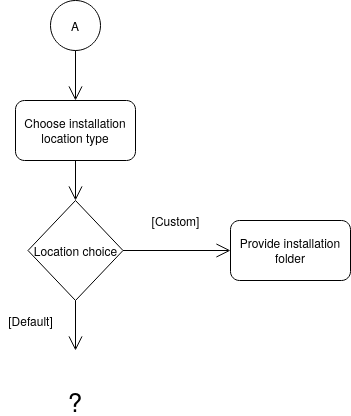 A
Choose installation
location type
[Custom]
Location choice
Provide installation
folder
[Default]
?